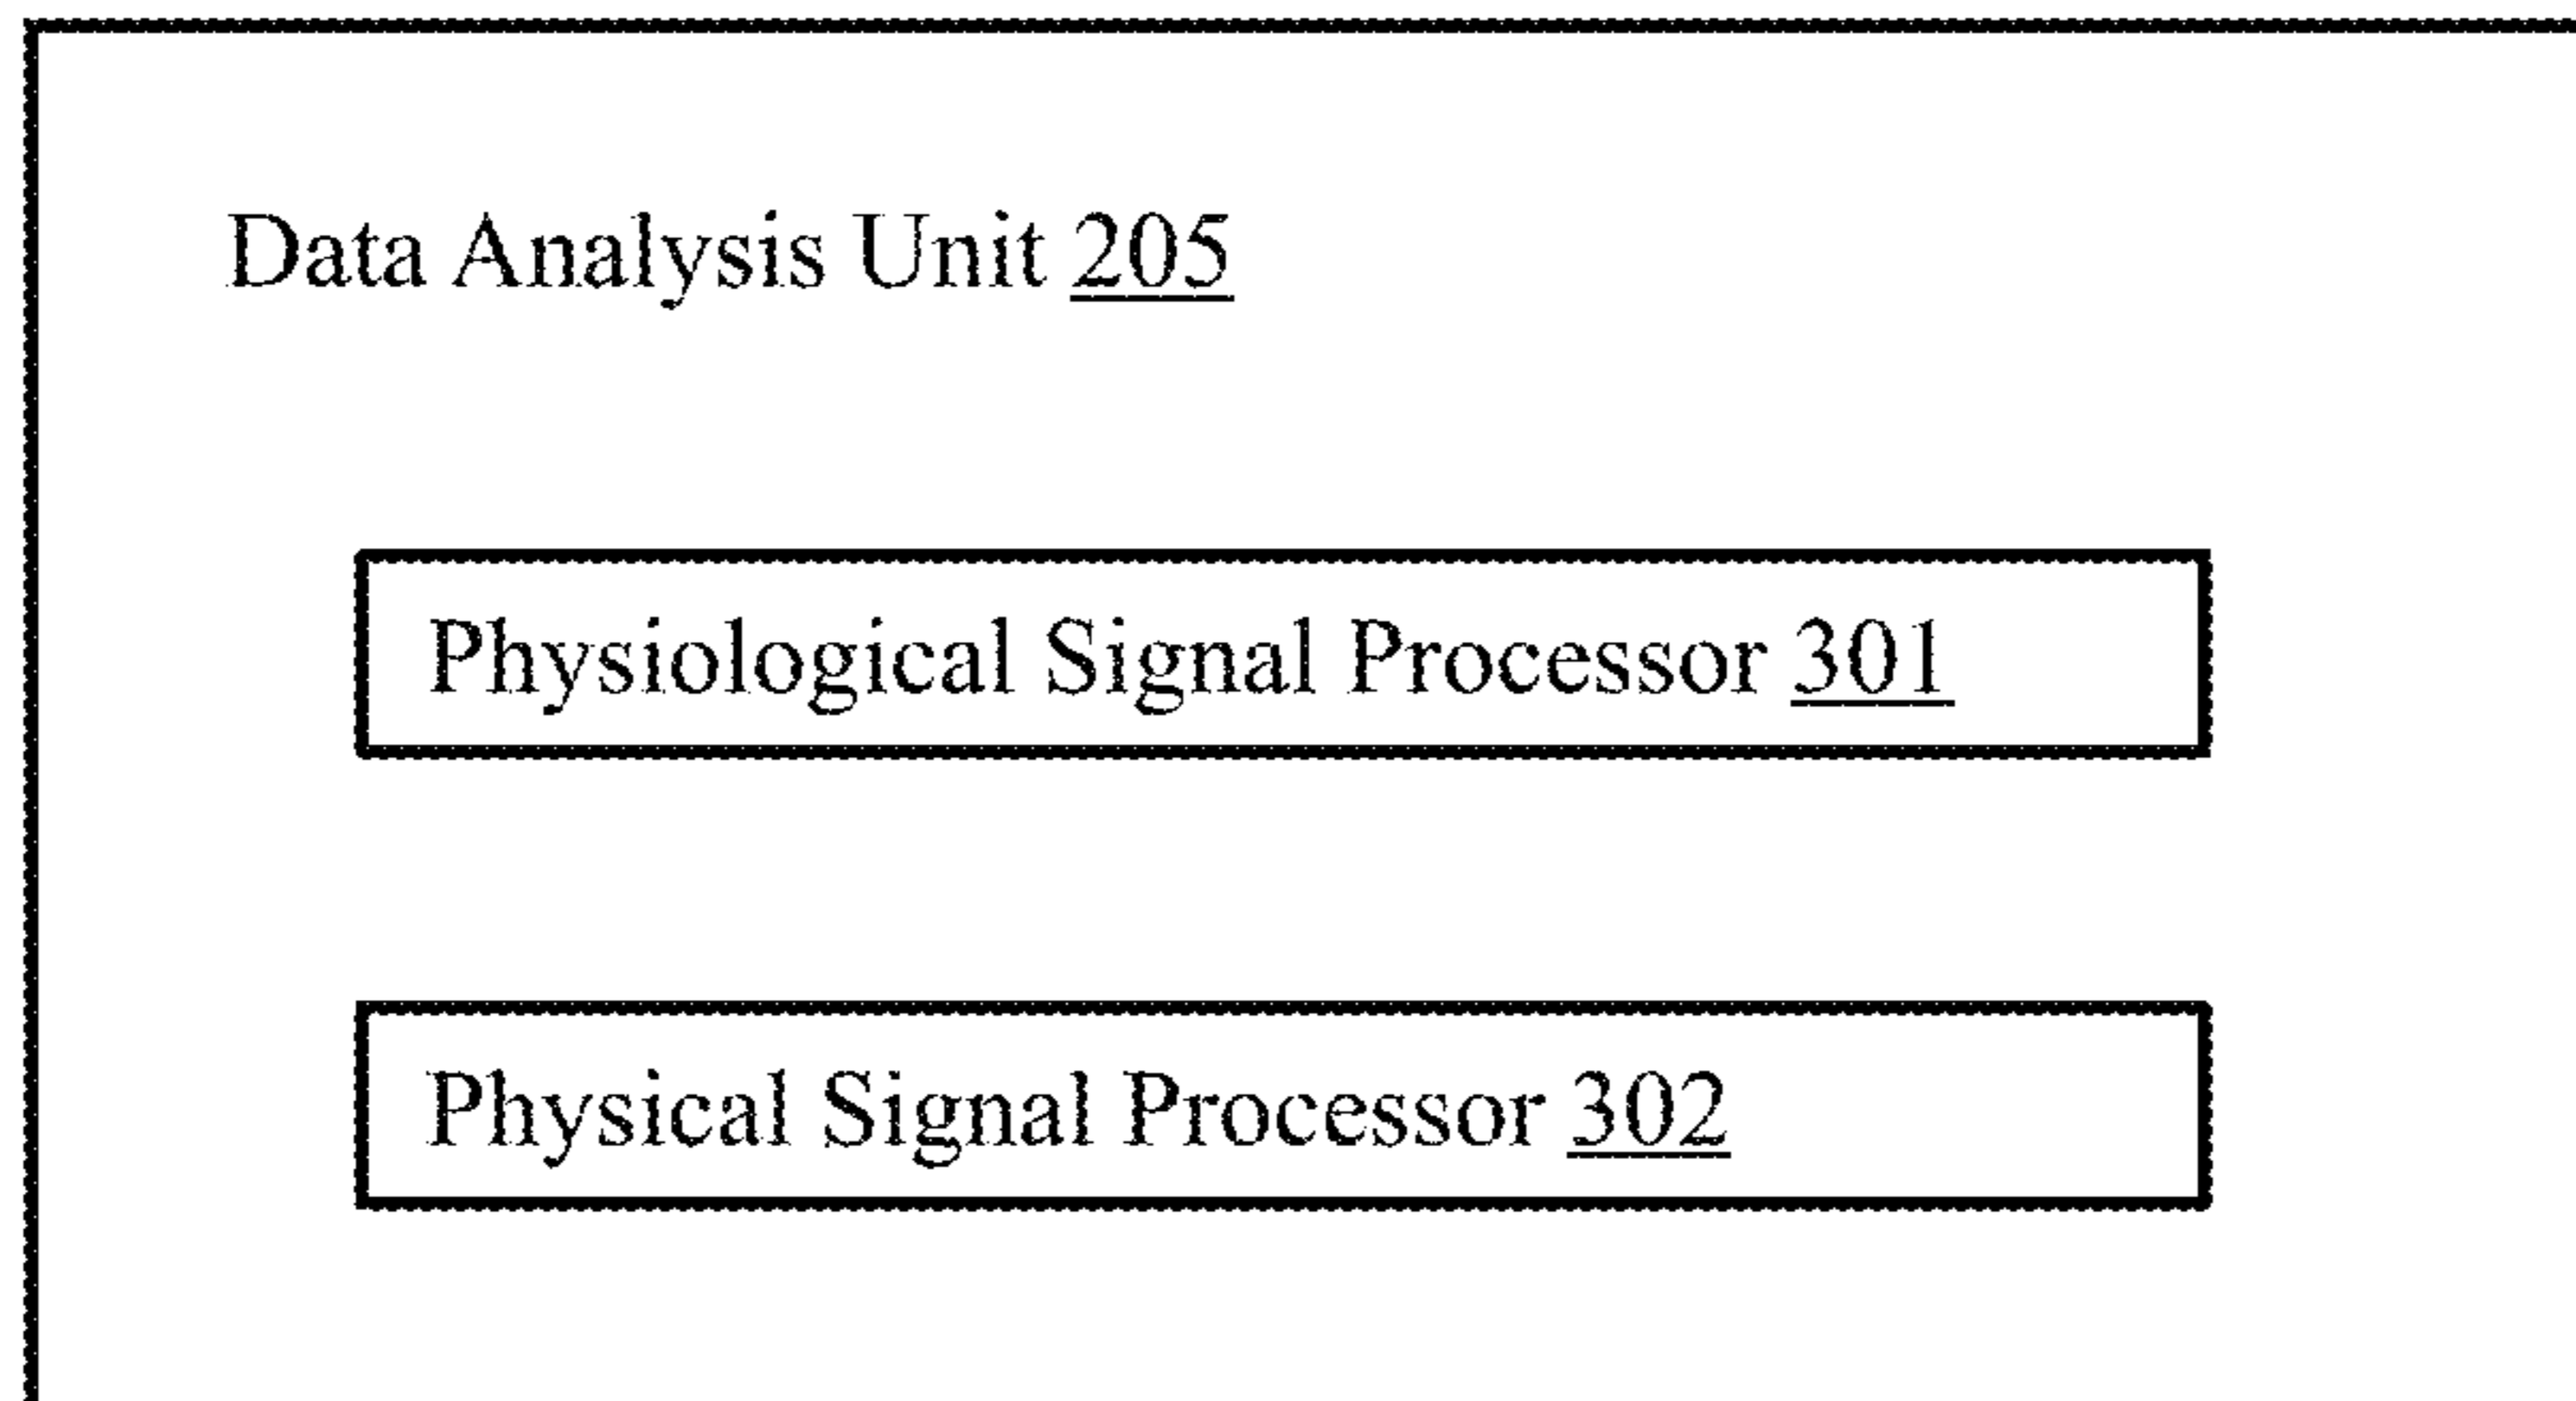 Data Analysis Unit 205
Physiological Signal Processor 301
Physical Signal Processor 302